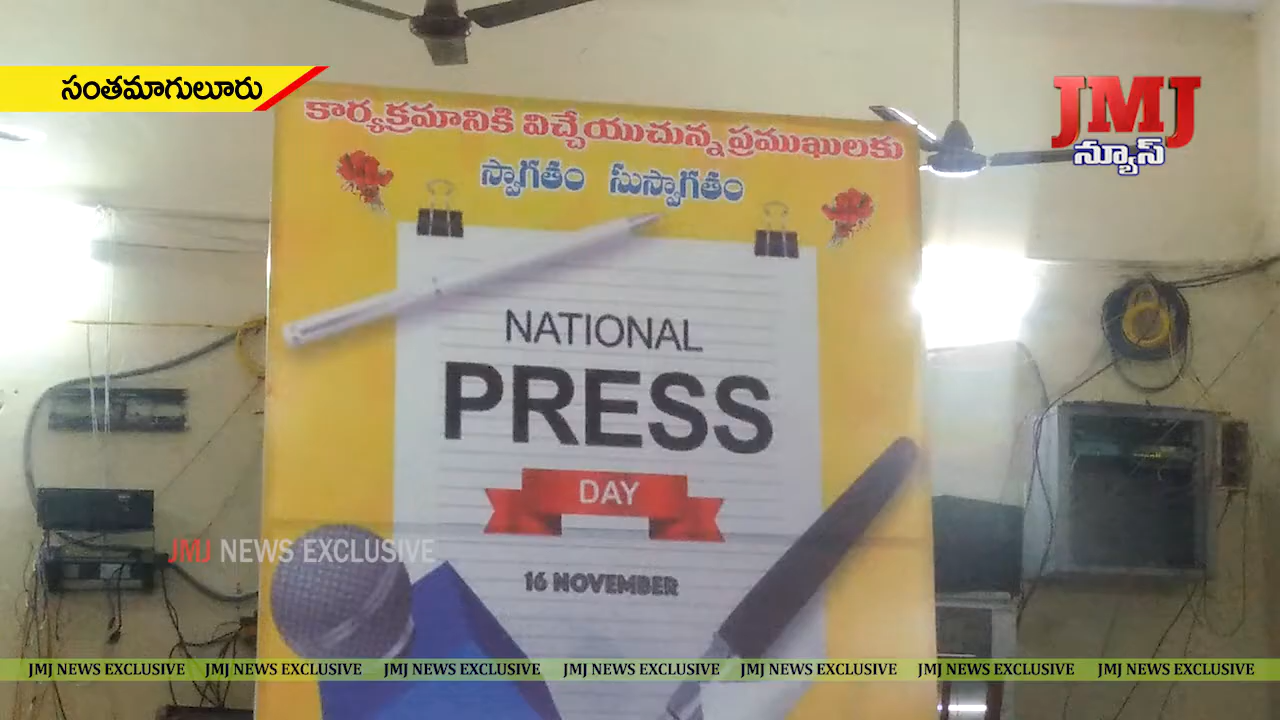 సంతమాగులూరు
JMJ
న్యూస్
కార్యక్రమానికి విచ్చేయుచున్న ప్రముఖులకు
స్వాగతం సుస్వాగతం
NATIONAL
PRESS
DAY
16 NOVEMBER
JMJ NEWS EXCLUSIVE
JMJ NEWS EXCLUSIVE JMJ NEWS EXCLUSIVE JMJ NEWS EXCLUSIVE JMJ NEWS EXCLUSIVE JMJ NEWS EXCLUSIVE JMJ NEWS EXCLUSIVE JMJ NEWS EXCLUSIVE